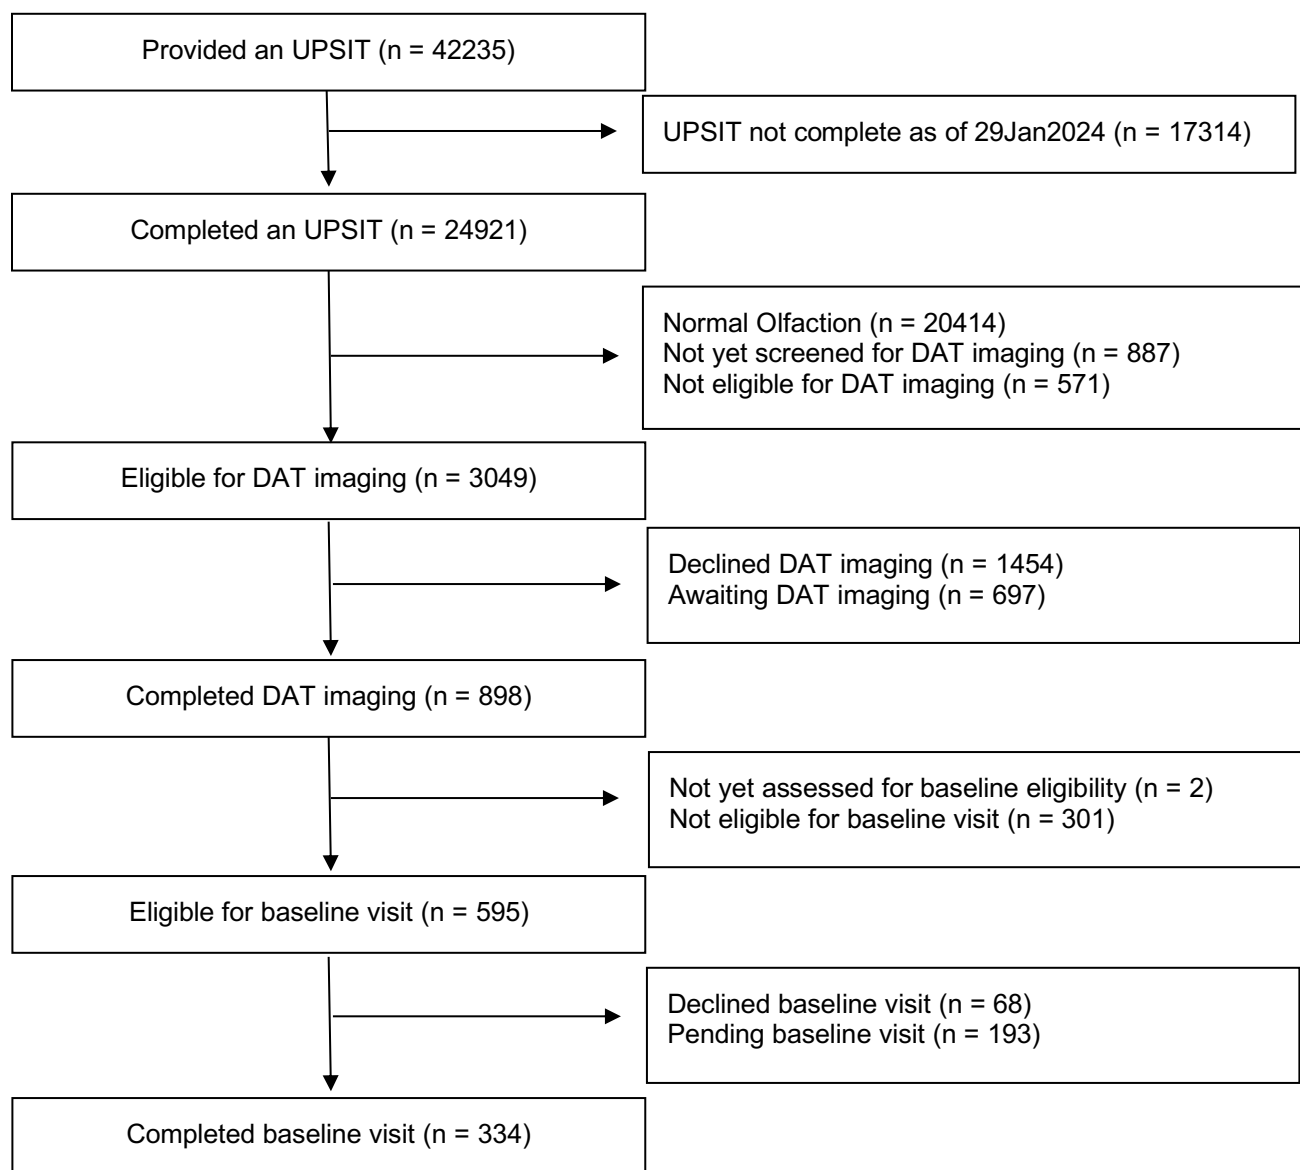 Provided an UPSIT (n = 42235)
UPSIT not complete as of 29Jan2024 (n = 17314)
Completed an UPSIT (n = 24921)
Normal Olfaction (n = 20414)
Not yet screened for DAT imaging (n = 887)
Not eligible for DAT imaging (n = 571)
Eligible for DAT imaging (n = 3049)
Declined DAT imaging (n = 1454)
Awaiting DAT imaging (n = 697)
Completed DAT imaging (n = 898)
Not yet assessed for baseline eligibility (n = 2)
Not eligible for baseline visit (n = 301)
Eligible for baseline visit (n = 595)
Declined baseline visit (n = 68)
Pending baseline visit (n = 193)
Completed baseline visit (n = 334)